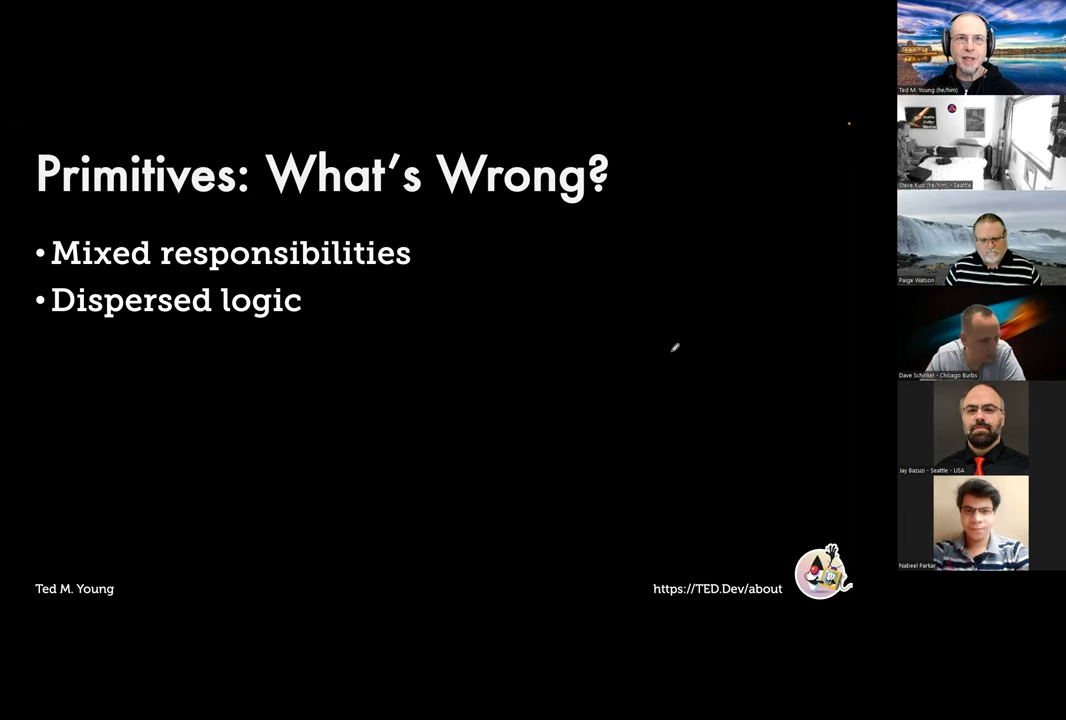 Primitives: What's Wrong?
• Mixed responsibilities
• Dispersed logic
Ted M. Young
https://TED.Dev/about
Ted M. Young (he/him)
Steve Kuo (he/him) - Seattle
Paige Watson
Dave Schinkel - Chicago Burbs
Jay Bazuzi - Seattle - USA
Nabeel Parkar